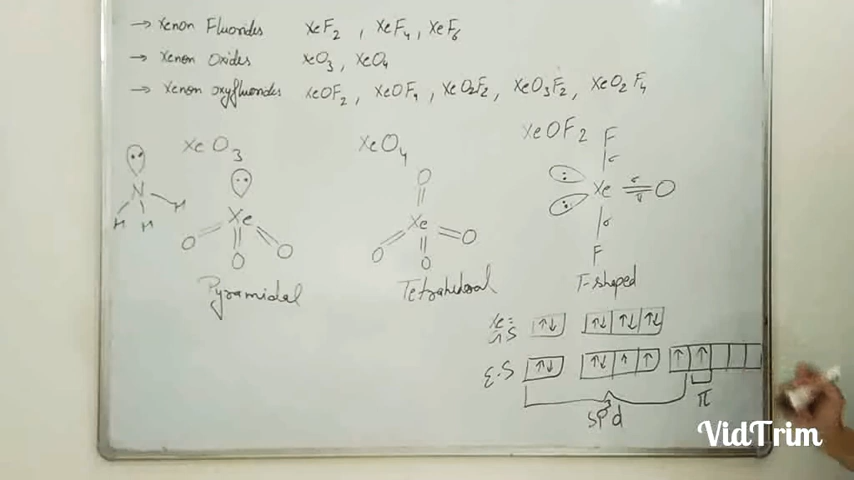 → Xenon Fluorides XeF2 , XeF4 , XeF6
→ Xenon Oxides XeO3 , XeO4
→ Xenon oxyfluorides XeOF2 , XeOF4 , XeO2F2 , XeO3F2 , XeO2F4
XeO3
XeO4
XeOF2
N
H H H
Xe
O O O
Pyramidal
O
Xe
O O O
Tetrahedral
F
σ
Xe σ π O
σ
F
T-shaped
Xe:
G.S ↑↓ ↑↓ ↑↓ ↑↓
E.S ↑↓ ↑↓ ↑ ↑ ↑ ↑
sp3d π
VidTrim